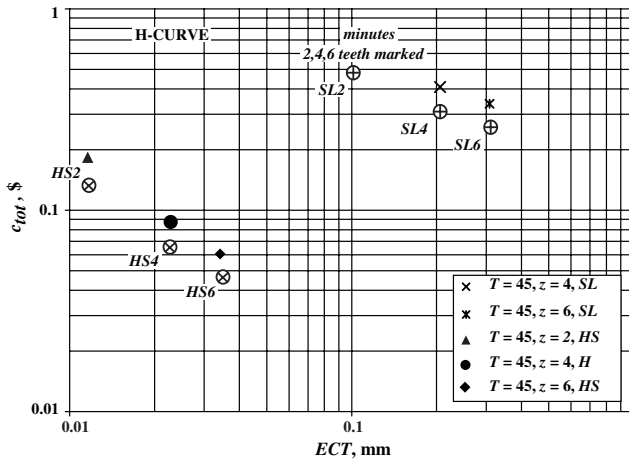 1
H-CURVE
minutes
2,4,6 teeth marked
SL2
SL4
SL6
HS2
0.1
HS4
HS6
c_tot, $
T = 45, z = 4, SL
T = 45, z = 6, SL
T = 45, z = 2, HS
T = 45, z = 4, H
T = 45, z = 6, HS
0.01
0.01
0.1
1
ECT, mm